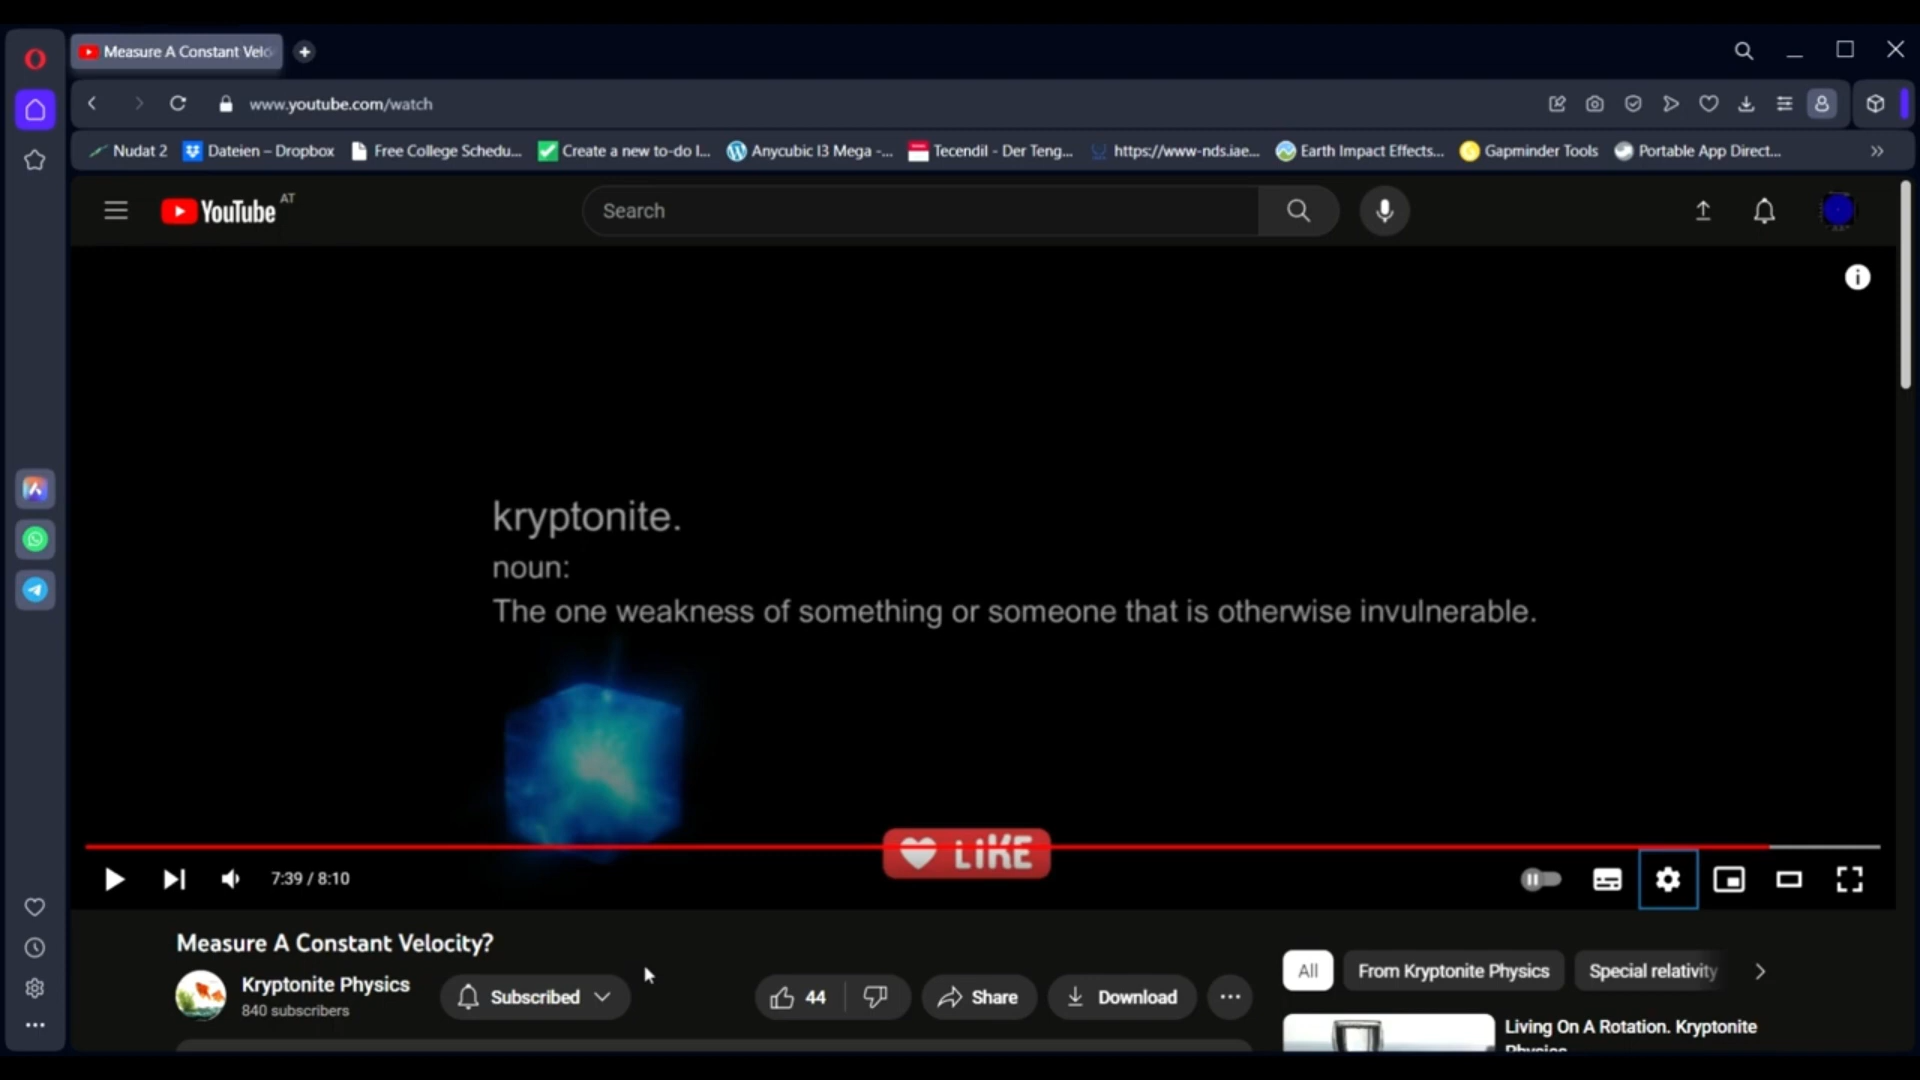 Measure A Constant Velo
www.youtube.com/watch
Nudat 2 Dateien – Dropbox Free College Schedu... Create a new to-do l... Anycubic I3 Mega -... Tecendil - Der Teng... https://www-nds.iae... Earth Impact Effects... Gapminder Tools Portable App Direct...
YouTube AT
Search
kryptonite.
noun:
The one weakness of something or someone that is otherwise invulnerable.
LIKE
7:39 / 8:10
Measure A Constant Velocity?
Kryptonite Physics
840 subscribers
Subscribed
44
Share
Download
All
From Kryptonite Physics
Special relativity
Living On A Rotation. Kryptonite
Physics